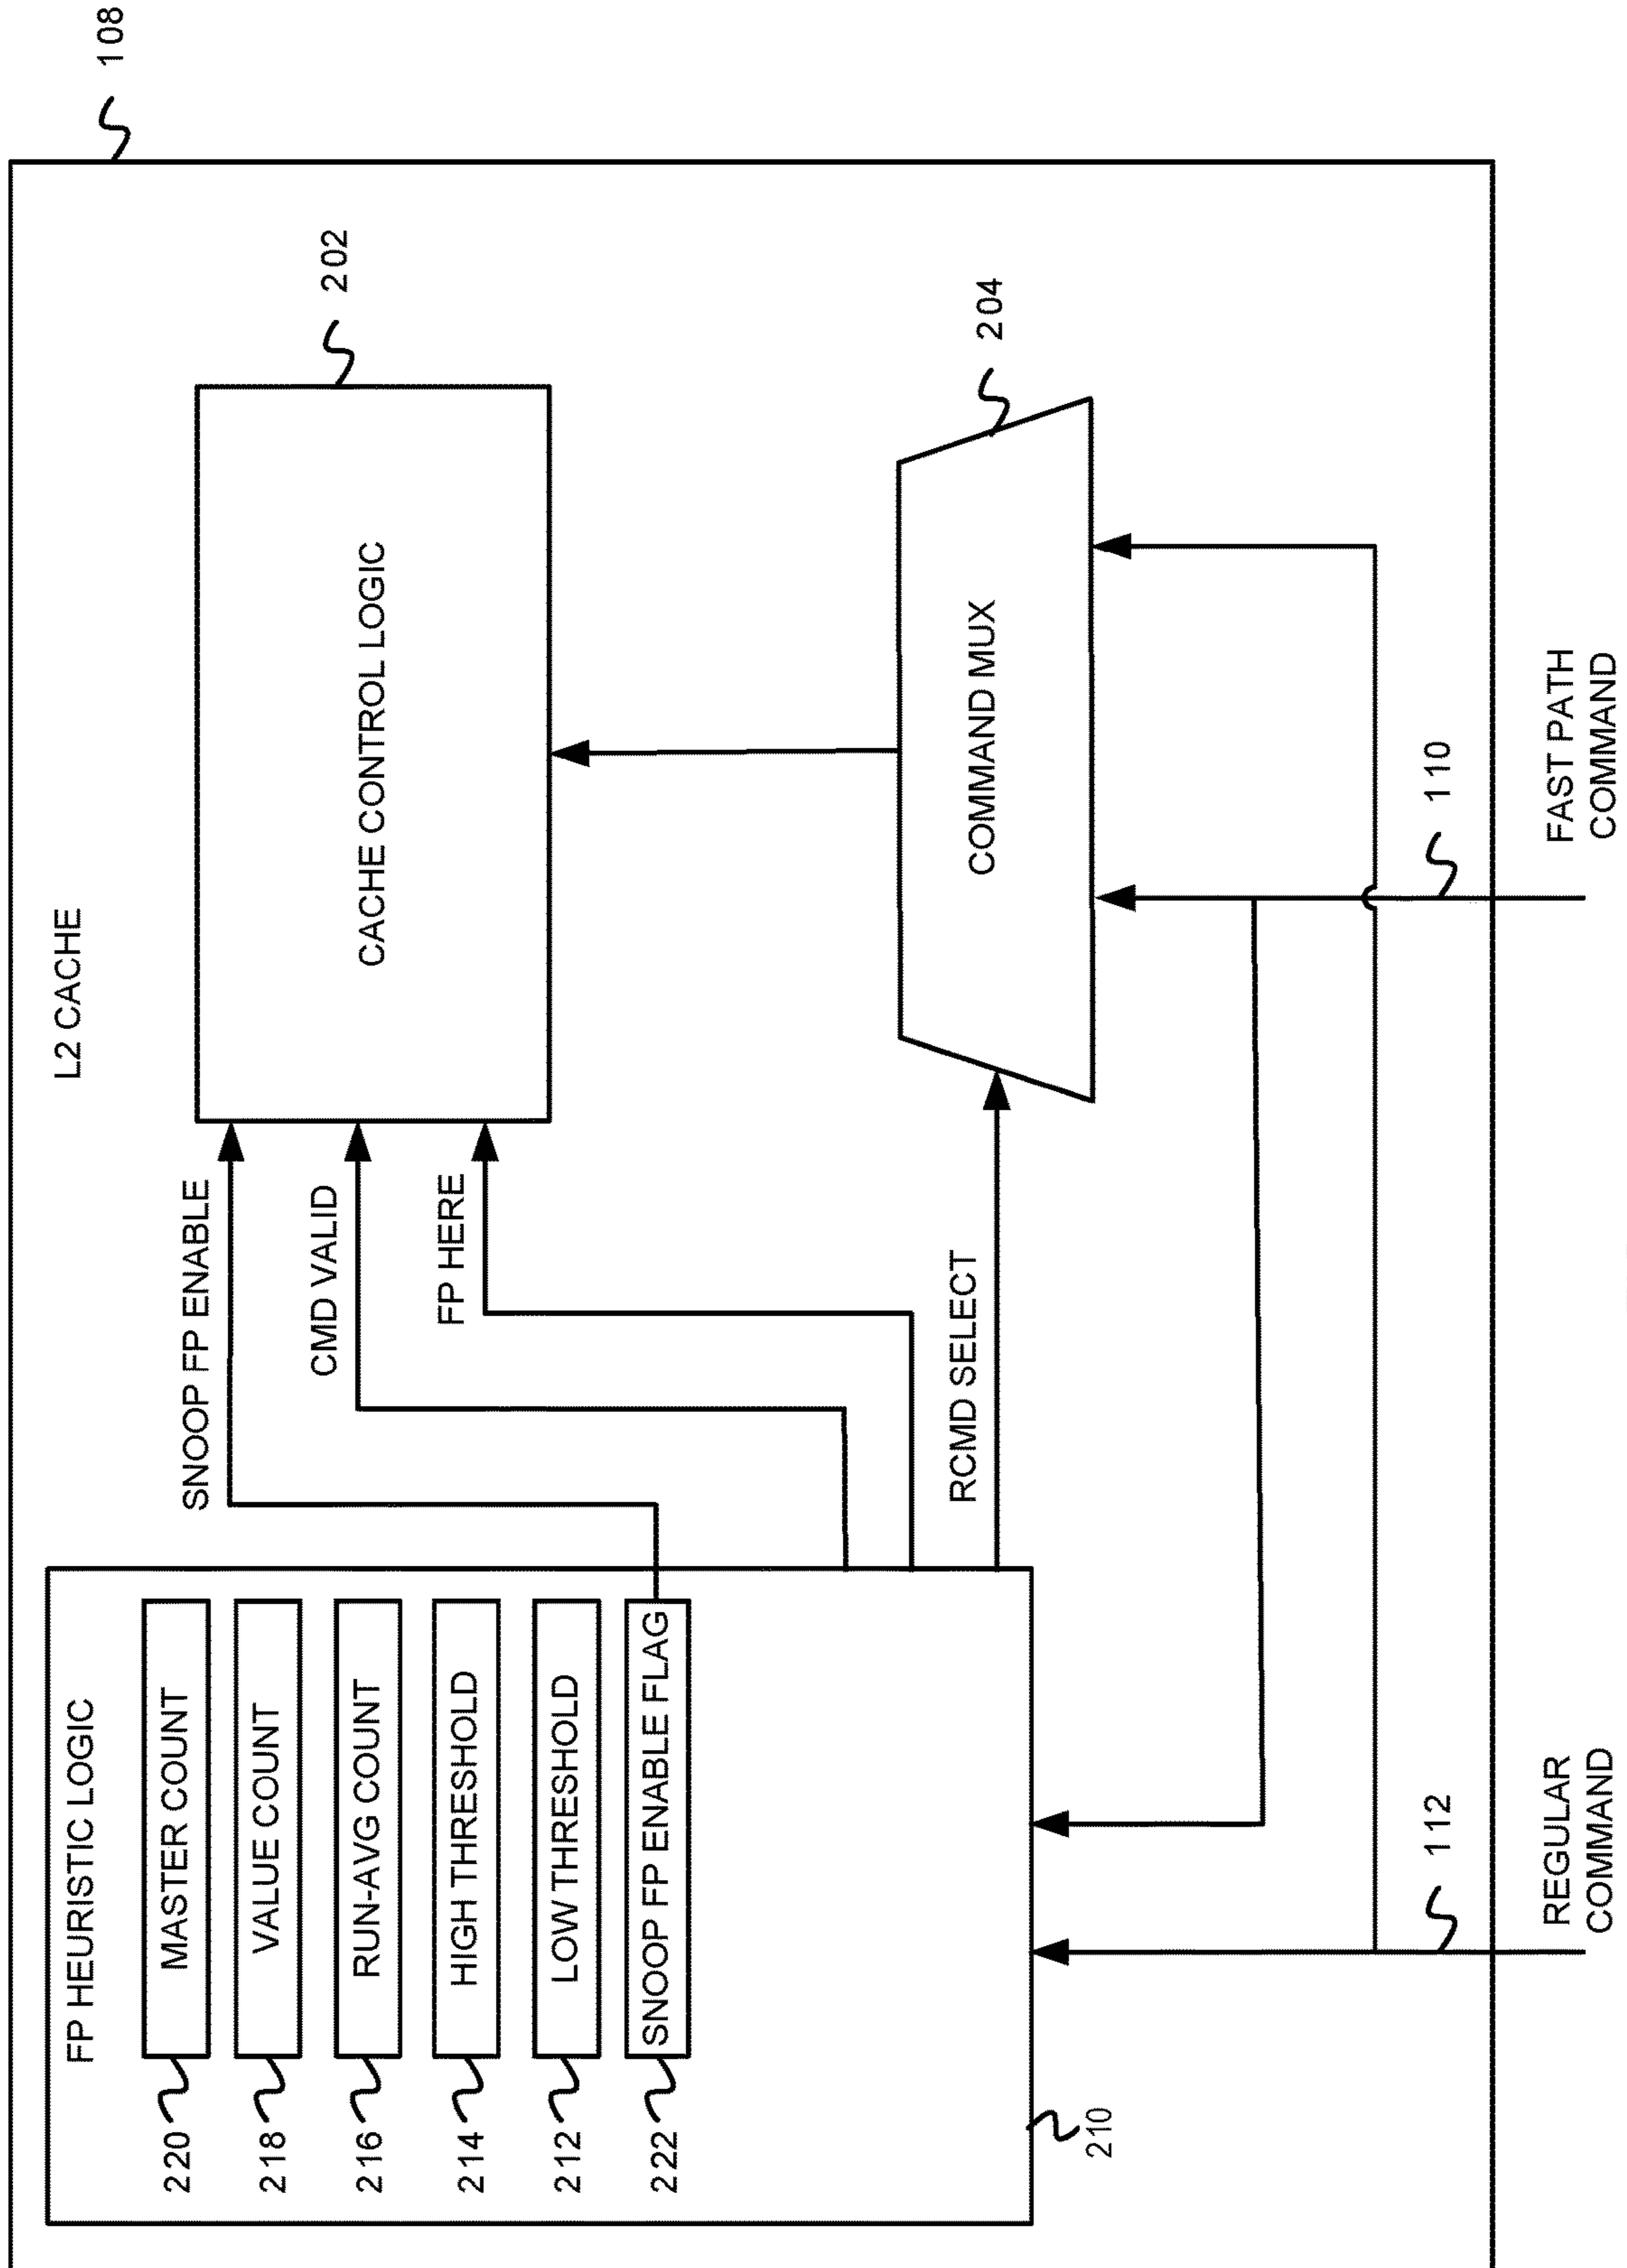 108
L2 CACHE
FP HEURISTIC LOGIC
220
MASTER COUNT
218
VALUE COUNT
216
RUN-AVG COUNT
214
HIGH THRESHOLD
212
LOW THRESHOLD
222
SNOOP FP ENABLE FLAG
210
SNOOP FP ENABLE
CMD VALID
FP HERE
RCMD SELECT
202
CACHE CONTROL LOGIC
204
COMMAND MUX
112
REGULAR
COMMAND
110
FAST PATH
COMMAND